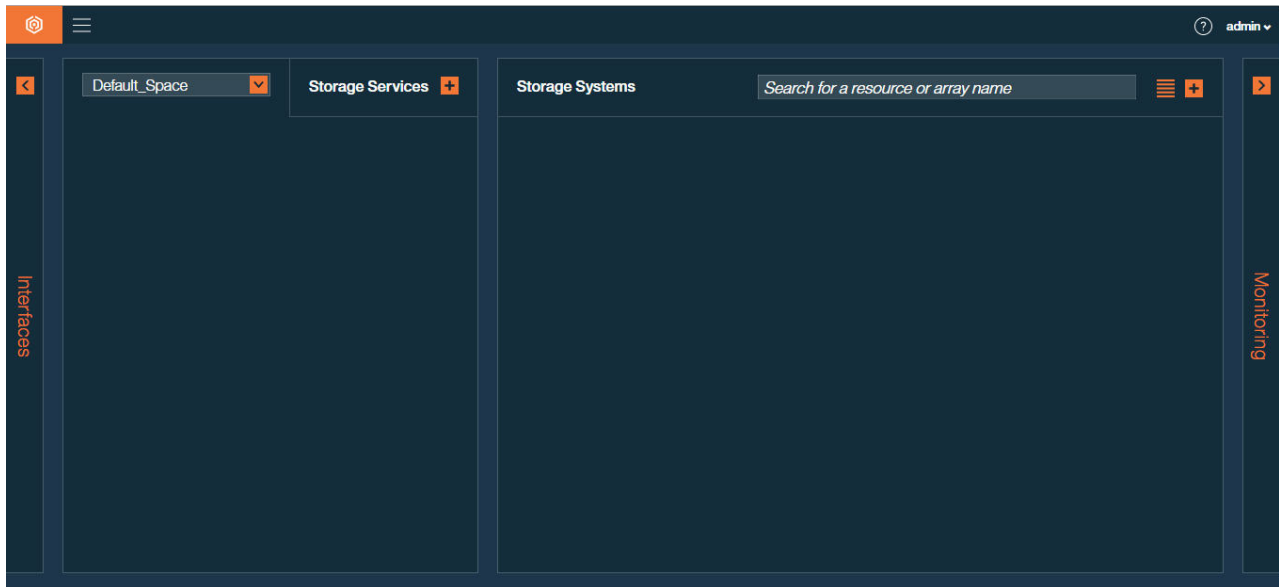 ? admin
Default_Space
Storage Services +
Storage Systems
Search for a resource or array name
+
Interfaces
Monitoring